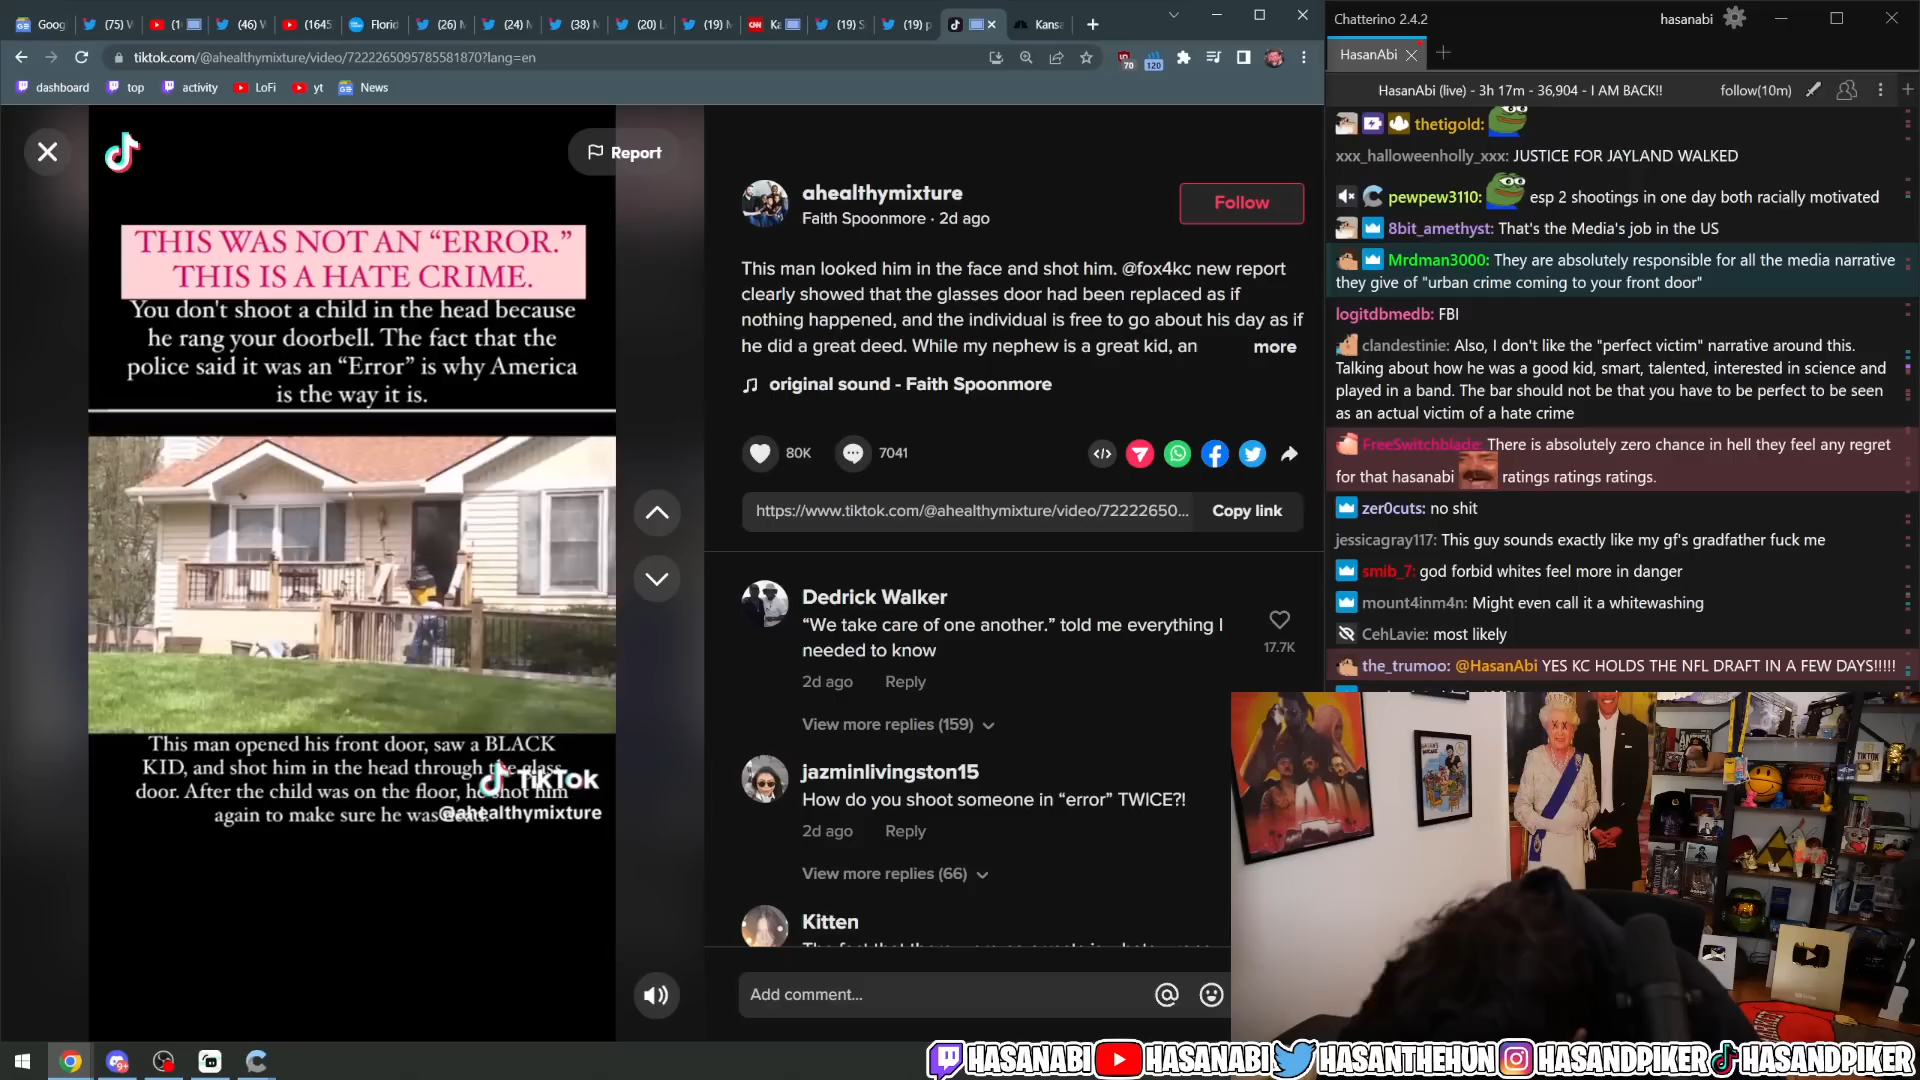 Goog
(75) W
(1(
(46) W
(1645,
Florid
(26) N
(24) N
(38) N
(20) L
(19) M
Ka
(19) S
(19) p
Kansa
tiktok.com/@ahealthymixture/video/7222265095785581870?lang=en
70
120
dashboard
top
activity
LoFi
yt
News
Report
THIS WAS NOT AN “ERROR.”
THIS IS A HATE CRIME.
You don't shoot a child in the head because
he rang your doorbell. The fact that the
police said it was an “Error” is why America
is the way it is.
This man opened his front door, saw a BLACK
KID, and shot him in the head through the glass
door. After the child was on the floor, he shot him
again to make sure he was dead.
TikTok
@ahealthymixture
ahealthymixture
Faith Spoonmore · 2d ago
Follow
This man looked him in the face and shot him. @fox4kc new report
clearly showed that the glasses door had been replaced as if
nothing happened, and the individual is free to go about his day as if
he did a great deed. While my nephew is a great kid, an
more
original sound - Faith Spoonmore
80K
7041
https://www.tiktok.com/@ahealthymixture/video/72222650...
Copy link
Dedrick Walker
“We take care of one another.” told me everything I
needed to know
17.7K
2d ago
Reply
View more replies (159)
jazminlivingston15
How do you shoot someone in “error” TWICE?!
2d ago
Reply
View more replies (66)
Kitten
Add comment...
Chatterino 2.4.2
hasanabi
HasanAbi
HasanAbi (live) - 3h 17m - 36,904 - I AM BACK!!
follow(10m)
thetigold:
xxx_halloweenholly_xxx: JUSTICE FOR JAYLAND WALKED
pewpew3110: esp 2 shootings in one day both racially motivated
8bit_amethyst: That's the Media's job in the US
Mrdman3000: They are absolutely responsible for all the media narrative
they give of "urban crime coming to your front door"
logitdbmedb: FBI
clandestinie: Also, I don't like the "perfect victim" narrative around this.
Talking about how he was a good kid, smart, talented, interested in science and
played in a band. The bar should not be that you have to be perfect to be seen
as an actual victim of a hate crime
FreeSwitchblade: There is absolutely zero chance in hell they feel any regret
for that hasanabi ratings ratings ratings.
zer0cuts: no shit
jessicagray117: This guy sounds exactly like my gf's gradfather fuck me
smib_7: god forbid whites feel more in danger
mount4inm4n: Might even call it a whitewashing
CehLavie: most likely
the_trumoo: @HasanAbi YES KC HOLDS THE NFL DRAFT IN A FEW DAYS!!!!!
HASANABI
HASANABI
HASANTHEHUN
HASANDPIKER
HASANDPIKER